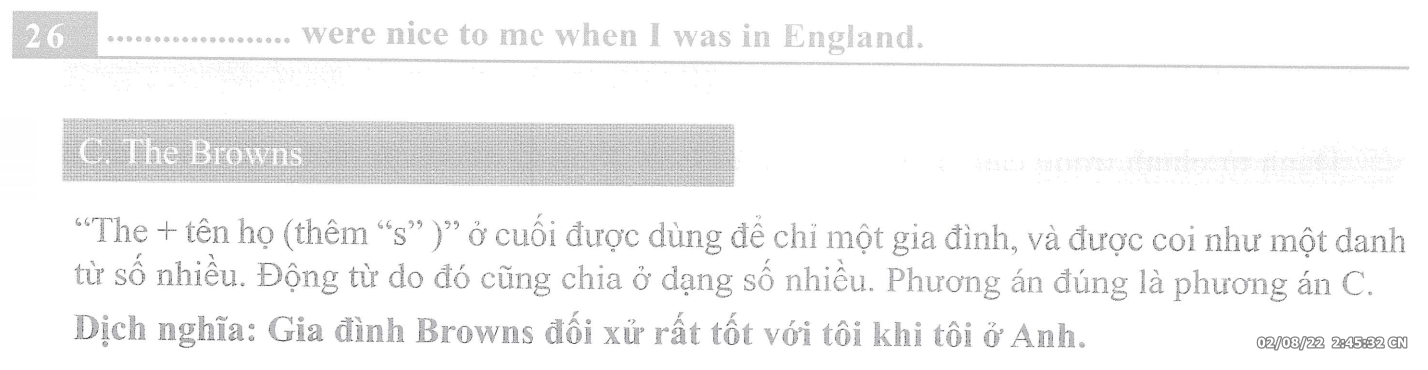 26 .................... were nice to me when I was in England.
C. The Browns
“The + tên họ (thêm “s” )” ở cuối được dùng để chỉ một gia đình, và được coi như một danh
từ số nhiều. Động từ do đó cũng chia ở dạng số nhiều. Phương án đúng là phương án C.
Dịch nghĩa: Gia đình Browns đối xử rất tốt với tôi khi tôi ở Anh.
02/08/22 2:45:32 CN